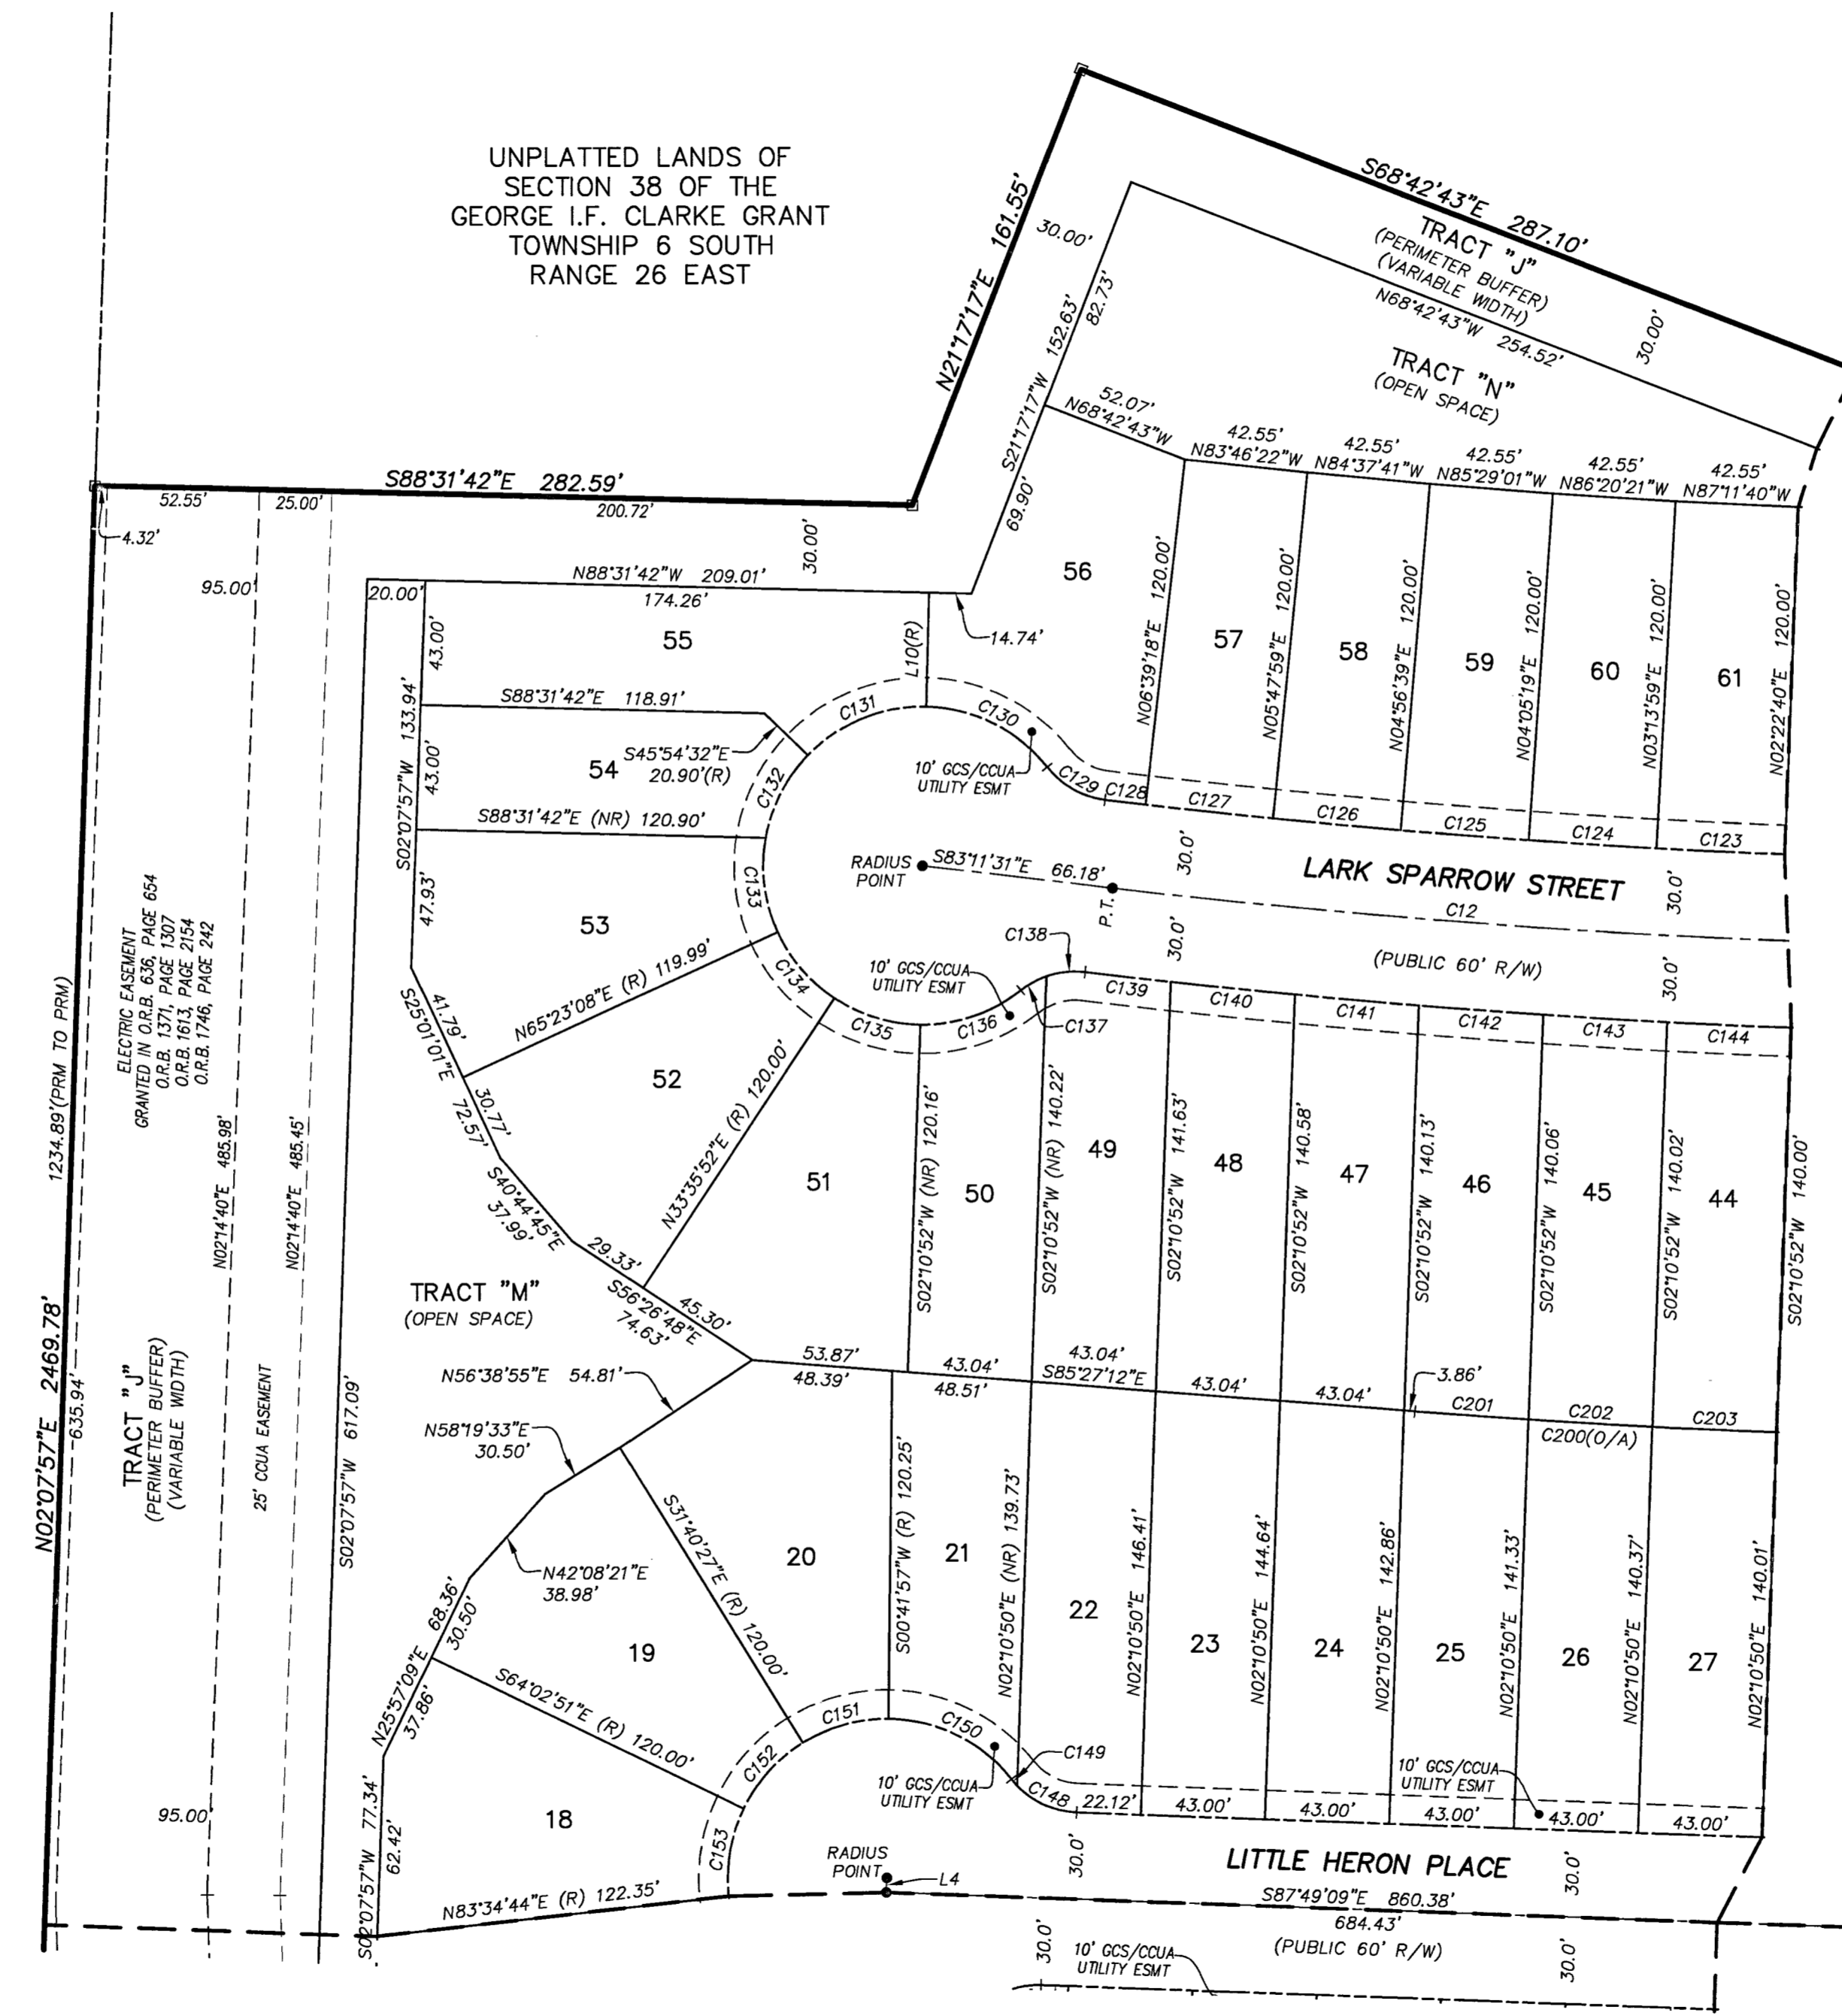 UNPLATTED LANDS OF
SECTION 38 OF THE
GEORGE I.F. CLARKE GRANT
TOWNSHIP 6 SOUTH
RANGE 26 EAST
N21°17'17"E 161.55'
S68°42'43"E 287.10'
TRACT "J"
(PERIMETER BUFFER)
(VARIABLE WIDTH)
N68°42'43"W 254.52'
30.00'
30.00'
S21°17'17"W 152.63'
82.73'
69.90'
TRACT "N"
(OPEN SPACE)
52.07'
N68°42'43"W
42.55'
N83°46'22"W
42.55'
N84°37'41"W
42.55'
N85°29'01"W
42.55'
N86°20'21"W
42.55'
N87°11'40"W
S88°31'42"E 282.59'
52.55'
25.00'
200.72'
4.32'
30.00'
95.00'
N88°31'42"W 209.01'
20.00'
174.26'
14.74'
55
43.00'
L10(R)
56
57
58
59
60
61
N06°39'18"E 120.00'
N05°47'59"E 120.00'
N04°56'39"E 120.00'
N04°05'19"E 120.00'
N03°13'59"E 120.00'
N02°22'40"E 120.00'
S88°31'42"E 118.91'
S45°54'32"E
20.90'(R)
54
43.00'
S02°07'57"W 133.94'
S88°31'42"E (NR) 120.90'
C131
C130
C132
C129
C128
C127
C126
C125
C124
C123
10' GCS/CCUA
UTILITY ESMT
RADIUS
POINT
S83°11'31"E 66.18'
P.T.
30.0'
LARK SPARROW STREET
30.0'
C12
(PUBLIC 60' R/W)
30.0'
30.0'
47.93'
53
C133
N65°23'08"E (R) 119.99'
C134
C135
C136
C137
C138
C139
C140
C141
C142
C143
C144
10' GCS/CCUA
UTILITY ESMT
ELECTRIC EASEMENT
GRANTED IN O.R.B. 636, PAGE 654
O.R.B. 1371, PAGE 1307
O.R.B. 1613, PAGE 2154
O.R.B. 1746, PAGE 242
1234.89'(PRM TO PRM)
N02°14'40"E 485.98'
N02°14'40"E 485.45'
41.79'
S25°01'01"E
72.57'
30.77'
52
N33°35'52"E (R) 120.00'
S40°44'45"E
37.99'
29.33'
S56°26'48"E
74.63'
45.30'
51
S02°10'52"W (NR) 120.16'
50
S02°10'52"W (NR) 140.22'
49
S02°10'52"W 141.63'
48
S02°10'52"W 140.58'
47
S02°10'52"W 140.13'
46
S02°10'52"W 140.06'
45
S02°10'52"W 140.02'
44
S02°10'52"W 140.00'
TRACT "M"
(OPEN SPACE)
N02°07'57"E 2469.78'
635.94'
TRACT "J"
(PERIMETER BUFFER)
(VARIABLE WIDTH)
25' CCUA EASEMENT
S02°07'57"W 617.09'
N56°38'55"E 54.81'
N58°19'33"E
30.50'
53.87'
48.39'
43.04'
48.51'
43.04'
S85°27'12"E
43.04'
43.04'
3.86'
C201
C202
C203
C200(O/A)
N42°08'21"E
38.98'
N25°57'09"E 68.36'
30.50'
37.86'
S31°40'27"E (R) 120.00'
20
S00°41'57"W (R) 120.25'
21
N02°10'50"E (NR) 139.73'
22
N02°10'50"E 146.41'
23
N02°10'50"E 144.64'
24
N02°10'50"E 142.86'
25
N02°10'50"E 141.33'
26
N02°10'50"E 140.37'
27
N02°10'50"E 140.01'
19
S64°02'51"E (R) 120.00'
C151
C150
C149
C152
C148
C153
10' GCS/CCUA
UTILITY ESMT
22.12'
43.00'
43.00'
43.00'
43.00'
43.00'
10' GCS/CCUA
UTILITY ESMT
95.00'
18
S02°07'57"W 77.34'
62.42'
N83°34'44"E (R) 122.35'
RADIUS
POINT
L4
30.0'
LITTLE HERON PLACE
30.0'
S87°49'09"E 860.38'
684.43'
(PUBLIC 60' R/W)
30.0'
30.0'
10' GCS/CCUA
UTILITY ESMT